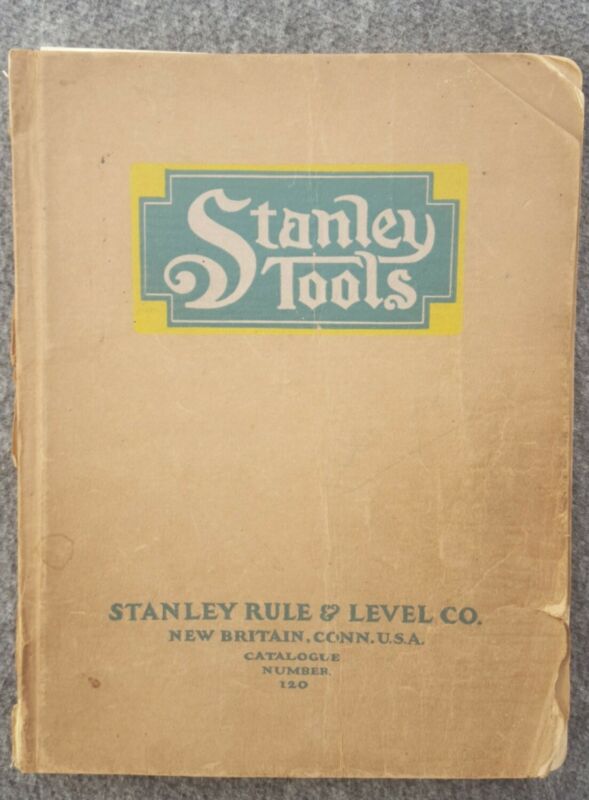 Stanley
Tools
STANLEY RULE & LEVEL CO.
NEW BRITAIN, CONN. U.S.A.
CATALOGUE
NUMBER
120